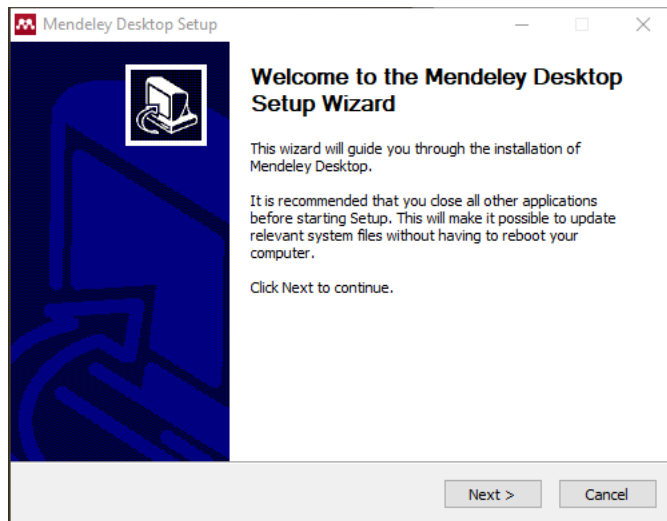 Mendeley Desktop Setup
Welcome to the Mendeley Desktop
Setup Wizard
This wizard will guide you through the installation of
Mendeley Desktop.
It is recommended that you close all other applications
before starting Setup. This will make it possible to update
relevant system files without having to reboot your
computer.
Click Next to continue.
Next >
Cancel